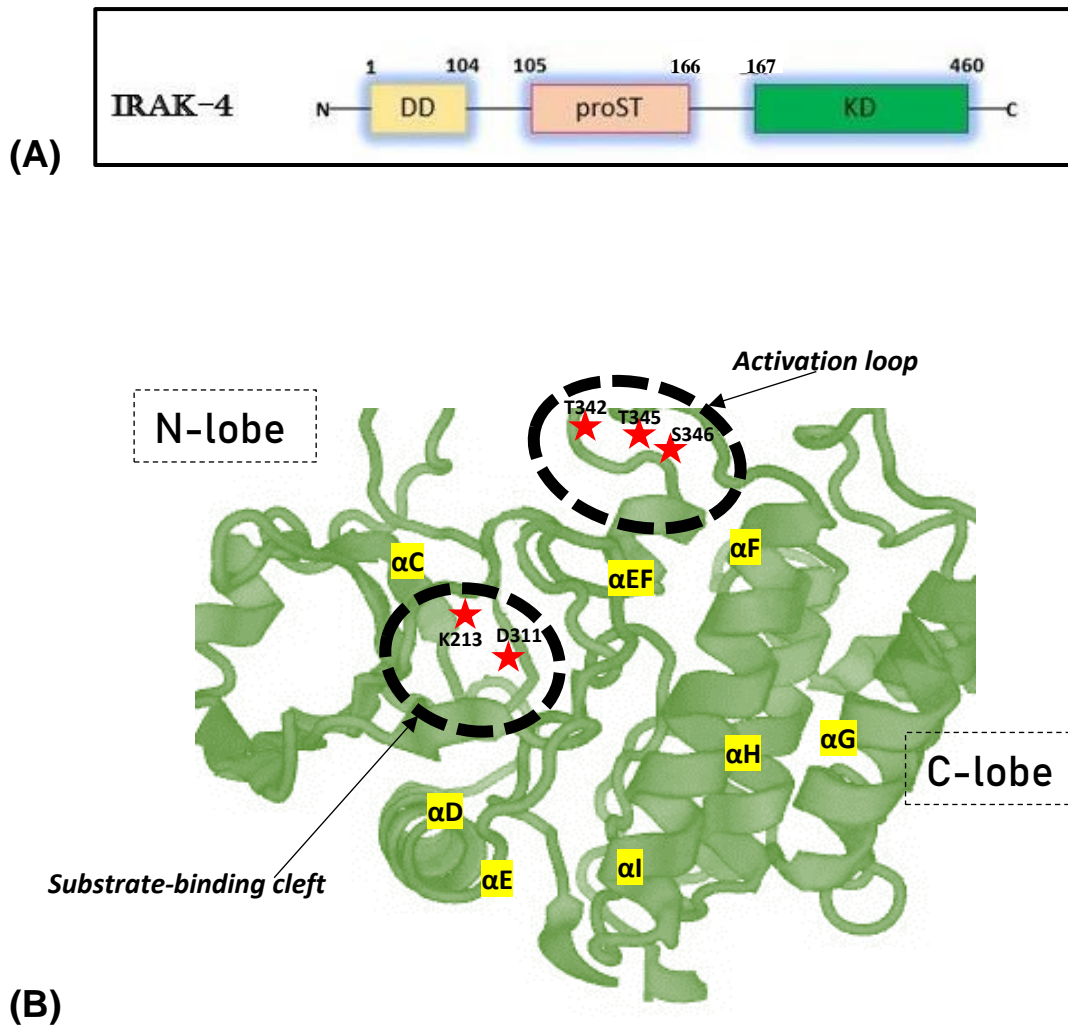 1 104 105 166 167 460
IRAK-4 N DD proST KD C
(A)
Activation loop
N-lobe
T342
T345
S346
αC
αEF
αF
K213
D311
αH
αG
C-lobe
αD
αE
αI
Substrate-binding cleft
(B)